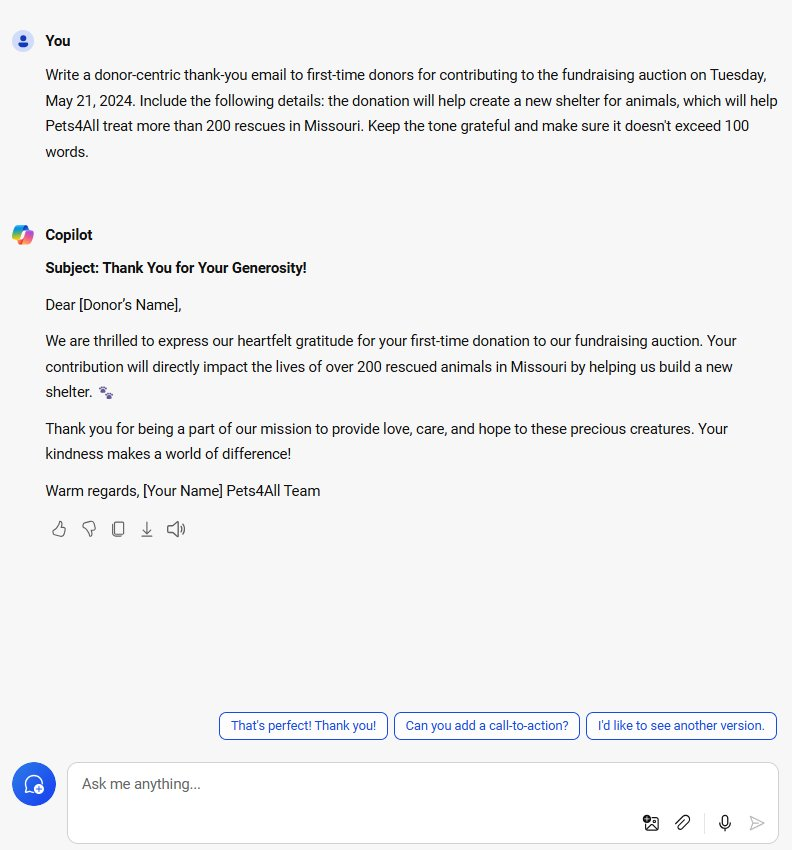 You
Write a donor-centric thank-you email to first-time donors for contributing to the fundraising auction on Tuesday,
May 21, 2024. Include the following details: the donation will help create a new shelter for animals, which will help
Pets4All treat more than 200 rescues in Missouri. Keep the tone grateful and make sure it doesn't exceed 100
words.
Copilot
Subject: Thank You for Your Generosity!
Dear [Donor’s Name],
We are thrilled to express our heartfelt gratitude for your first-time donation to our fundraising auction. Your
contribution will directly impact the lives of over 200 rescued animals in Missouri by helping us build a new
shelter. 🐾
Thank you for being a part of our mission to provide love, care, and hope to these precious creatures. Your
kindness makes a world of difference!
Warm regards, [Your Name] Pets4All Team
That's perfect! Thank you!
Can you add a call-to-action?
I'd like to see another version.
Ask me anything...